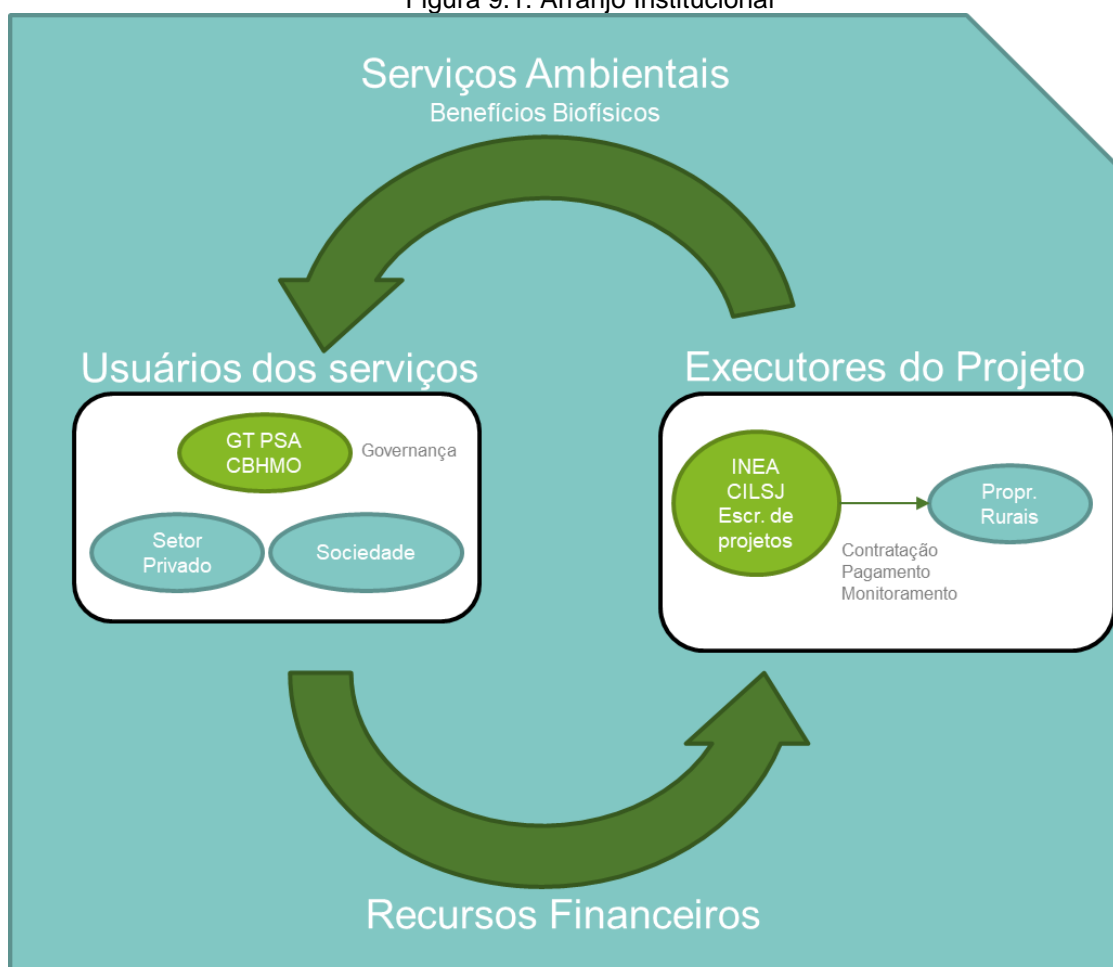 Figura 9.1: Arranjo Institucional
Serviços Ambientais
Benefícios Biofísicos
Usuários dos serviços
GT PSA
CBHMO
Governança
Setor
Privado
Sociedade
Executores do Projeto
INEA
CILSJ
Escr. de
projetos
Propr.
Rurais
Contratação
Pagamento
Monitoramento
Recursos Financeiros